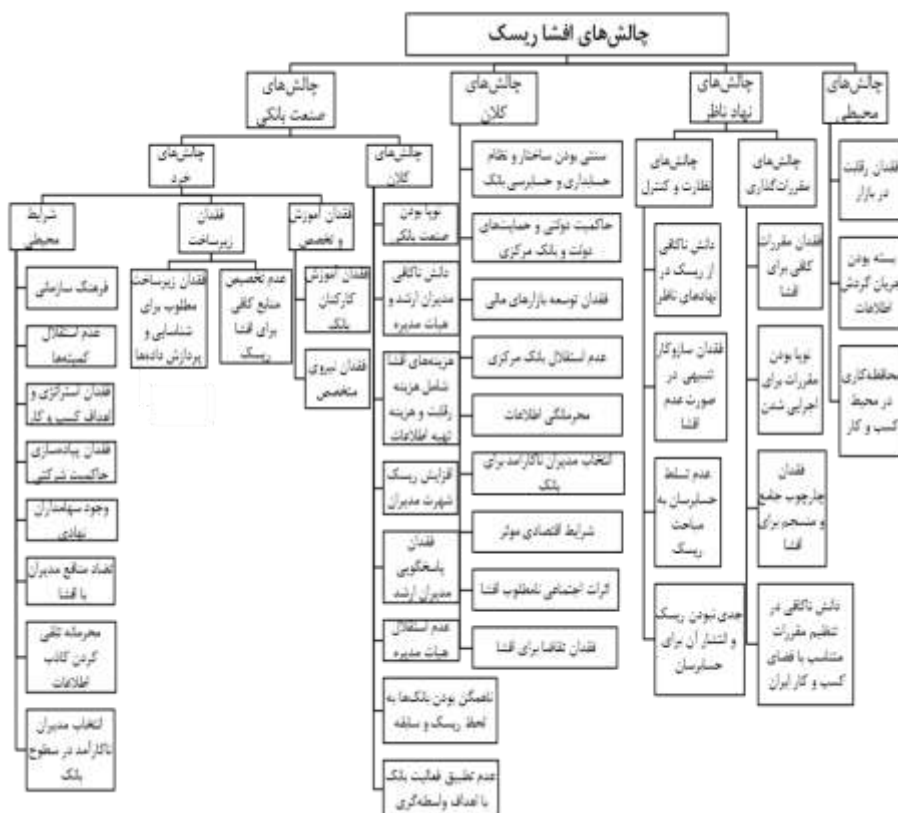 چالش‌های افشا ریسک
چالش‌های
محیطی
فقدان رقابت
در بازار
بسته بودن
جریان گردش
اطلاعات
محافظه‌کاری
در محیط
کسب و کار
چالش‌های
نهاد ناظر
چالش‌های
مقررات‌گذاری
فقدان مقررات
کافی برای
افشا
نوپا بودن
مقررات برای
اجرایی شدن
فقدان
چارچوب جامع
و منسجم برای
افشا
دانش ناکافی در
تنظیم مقررات
متناسب با فضای
کسب و کار ایران
چالش‌های
نظارت و کنترل
دانش ناکافی
از ریسک در
نهادهای ناظر
فقدان سازوکار
تنبیهی در
صورت عدم
افشا
عدم تسلط
حسابرسان به
مباحث
ریسک
جدی نبودن ریسک
و انتشار آن برای
حسابرسان
چالش‌های
کلان
سنتی بودن ساختار و نظام
حسابداری و حسابرسی بانک
حاکمیت دولتی و حمایت‌های
دولت و بانک مرکزی
فقدان توسعه بازارهای مالی
عدم استقلال بانک مرکزی
محرمانگی اطلاعات
انتخاب مدیران ناکارآمد برای
بانک
شرایط اقتصادی موثر
اثرات اجتماعی نامطلوب افشا
فقدان تقاضا برای افشا
چالش‌های
صنعت بانکی
چالش‌های
کلان
نوپا بودن
صنعت بانکی
دانش ناکافی
مدیران ارشد و
هیات مدیره
هزینه‌های افشا
شامل هزینه
رقابت و هزینه
تهیه اطلاعات
افزایش ریسک
شهرت مدیران
فقدان
پاسخگویی
مدیران ارشد
عدم استقلال
هیات مدیره
ناهمگن بودن بانک‌ها به
لحظ ریسک و سابقه
عدم تطبیق فعالیت بانک
با اهداف واسطه‌گری
چالش‌های
خرد
فقدان آموزش
و تخصص
فقدان آموزش
کارکنان
بانک
فقدان نیروی
متخصص
فقدان
زیرساخت
عدم تخصیص
منابع کافی
برای افشا
ریسک
فقدان زیرساخت
مطلوب برای
شناسایی و
پردازش داده‌ها
شرایط
محیطی
فرهنگ سازمانی
عدم استقلال
کمیته‌ها
فقدان استراتژی و
اهداف کسب و کار
فقدان پیاده‌سازی
حاکمیت شرکتی
وجود سهامداران
نهادی
تضاد منافع مدیران
با افشا
محرمانه تلقی
کردن کاذب
اطلاعات
انتخاب مدیران
ناکارآمد در سطوح
بانک